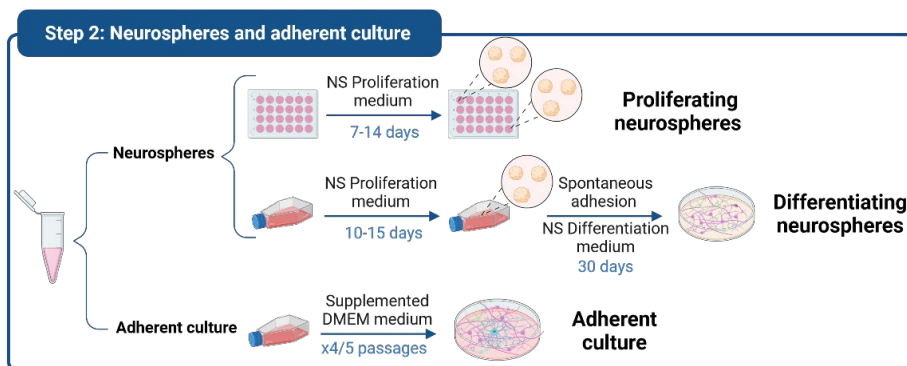 Step 2: Neurospheres and adherent culture
NS Proliferation
medium
7-14 days
Proliferating
neurospheres
Neurospheres
NS Proliferation
medium
10-15 days
Spontaneous
adhesion
NS Differentiation
medium
30 days
Differentiating
neurospheres
Adherent culture
Supplemented
DMEM medium
x4/5 passages
Adherent
culture